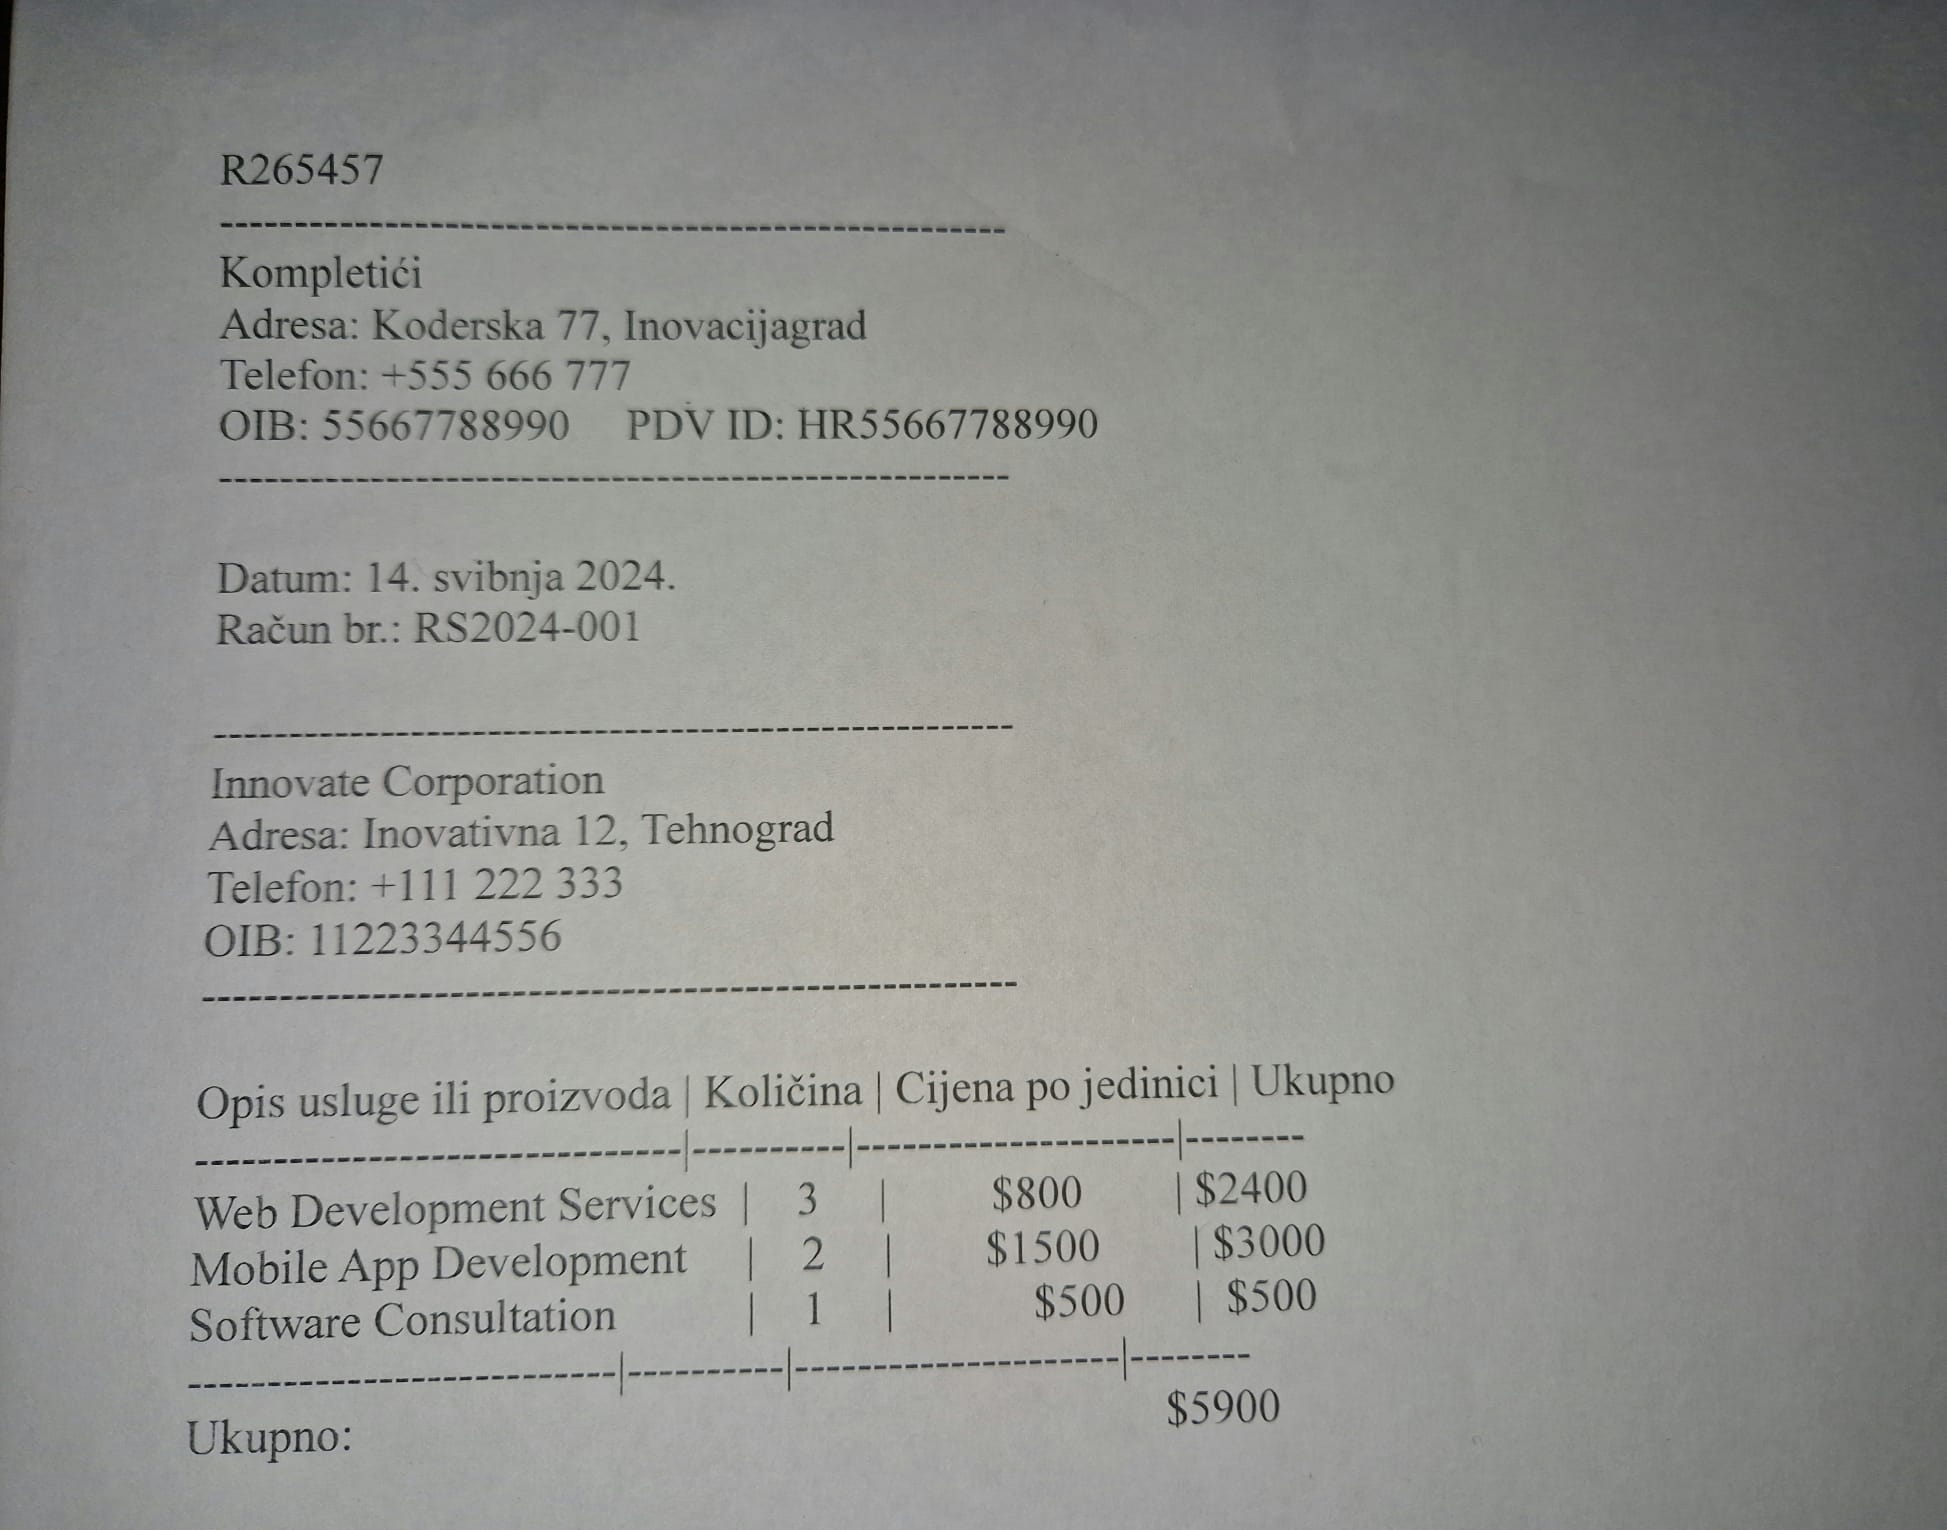 R265457
-----------------------------------------------------
Kompletići
Adresa: Koderska 77, Inovacijagrad
Telefon: +555 666 777
OIB: 55667788990 PDV ID: HR55667788990
-----------------------------------------------------
Datum: 14. svibnja 2024.
Račun br.: RS2024-001
-----------------------------------------------------
Innovate Corporation
Adresa: Inovativna 12, Tehnograd
Telefon: +111 222 333
OIB: 11223344556
-----------------------------------------------------
Opis usluge ili proizvoda | Količina | Cijena po jedinici | Ukupno
-------------------------------|----------|---------------------|--------
Web Development Services | 3 | $800 | $2400
Mobile App Development | 2 | $1500 | $3000
Software Consultation | 1 | $500 | $500
---------------------------|----------|---------------------|--------
Ukupno: $5900